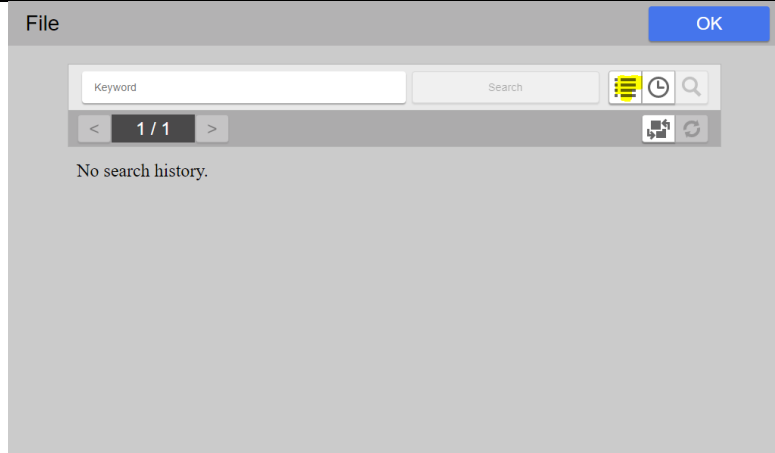 File
OK
Keyword
Search
< 1 / 1 >
No search history.